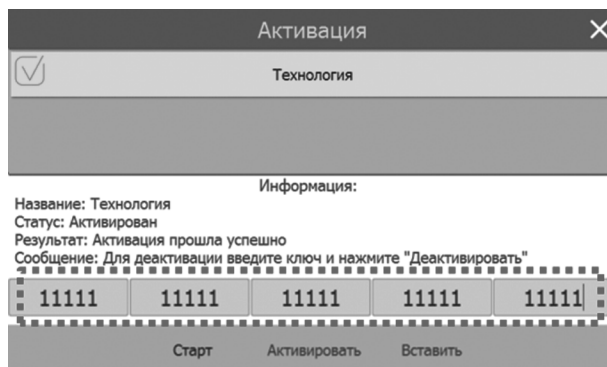 Активация
Технология
Информация:
Название: Технология
Статус: Активирован
Результат: Активация прошла успешно
Сообщение: Для деактивации введите ключ и нажмите "Деактивировать"
11111 11111 11111 11111 11111
Старт Активировать Вставить